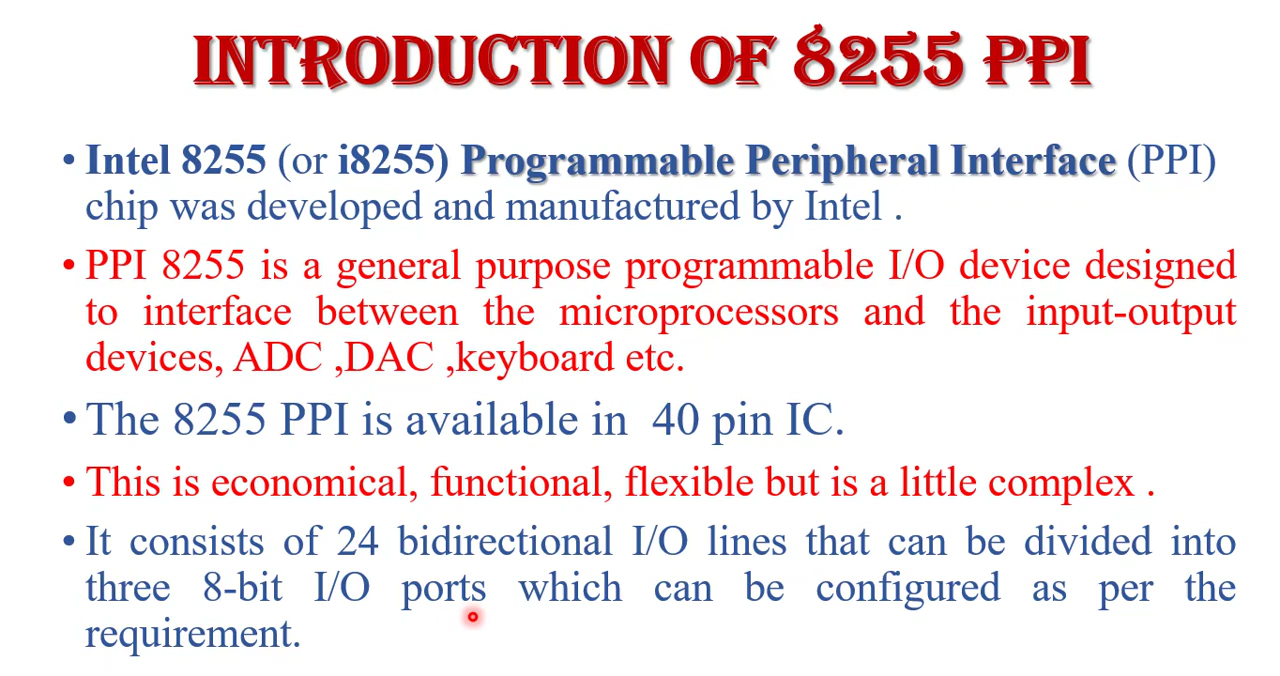 INTRODUCTION OF 8255 PPI
• Intel 8255 (or i8255) Programmable Peripheral Interface (PPI)
chip was developed and manufactured by Intel .
• PPI 8255 is a general purpose programmable I/O device designed
to interface between the microprocessors and the input-output
devices, ADC ,DAC ,keyboard etc.
• The 8255 PPI is available in 40 pin IC.
• This is economical, functional, flexible but is a little complex .
• It consists of 24 bidirectional I/O lines that can be divided into
three 8-bit I/O ports which can be configured as per the
requirement.